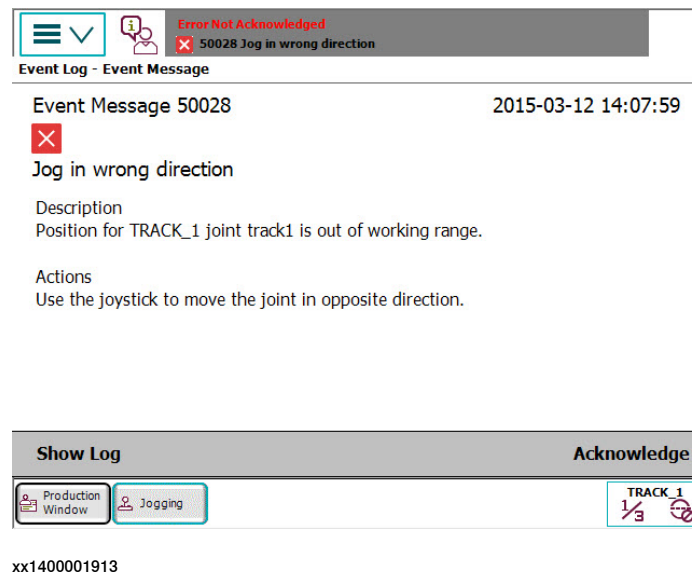 Error Not Acknowledged
50028 Jog in wrong direction
Event Log - Event Message
Event Message 50028 2015-03-12 14:07:59
Jog in wrong direction
Description
Position for TRACK_1 joint track1 is out of working range.
Actions
Use the joystick to move the joint in opposite direction.
Show Log Acknowledge
Production
Window
Jogging
TRACK_1
1/3
xx1400001913